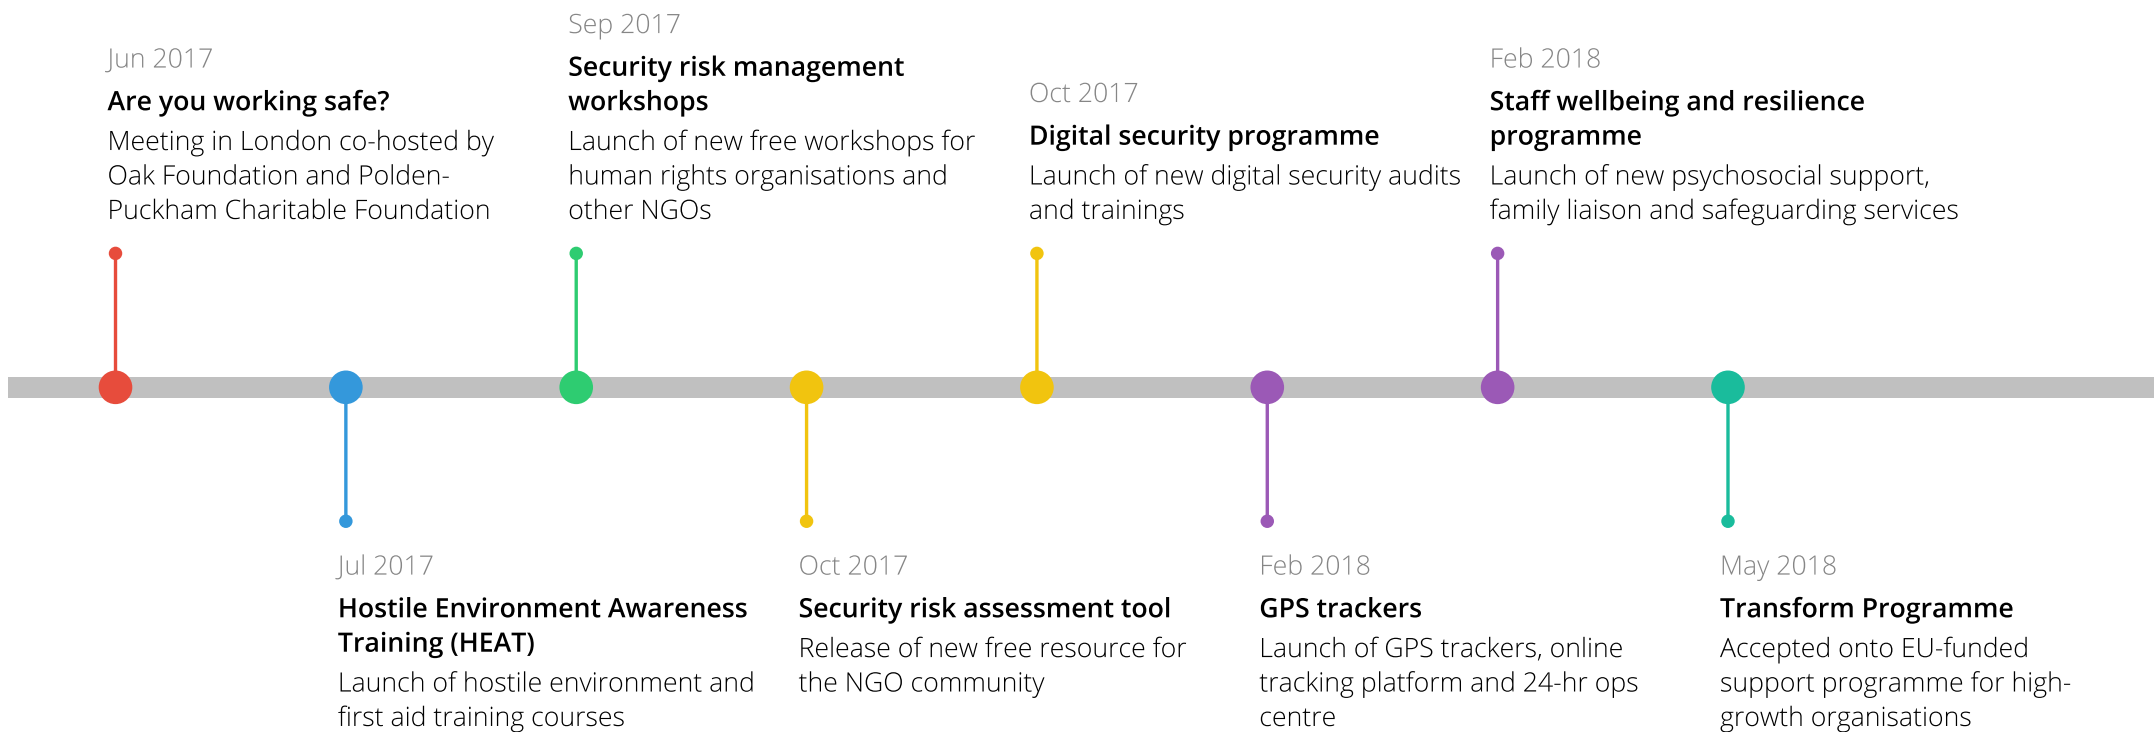 Jun 2017
Are you working safe?
Meeting in London co-hosted by
Oak Foundation and Polden-
Puckham Charitable Foundation
Jul 2017
Hostile Environment Awareness
Training (HEAT)
Launch of hostile environment and
first aid training courses
Sep 2017
Security risk management
workshops
Launch of new free workshops for
human rights organisations and
other NGOs
Oct 2017
Security risk assessment tool
Release of new free resource for
the NGO community
Oct 2017
Digital security programme
Launch of new digital security audits
and trainings
Feb 2018
GPS trackers
Launch of GPS trackers, online
tracking platform and 24-hr ops
centre
Feb 2018
Staff wellbeing and resilience
programme
Launch of new psychosocial support,
family liaison and safeguarding services
May 2018
Transform Programme
Accepted onto EU-funded
support programme for high-
growth organisations